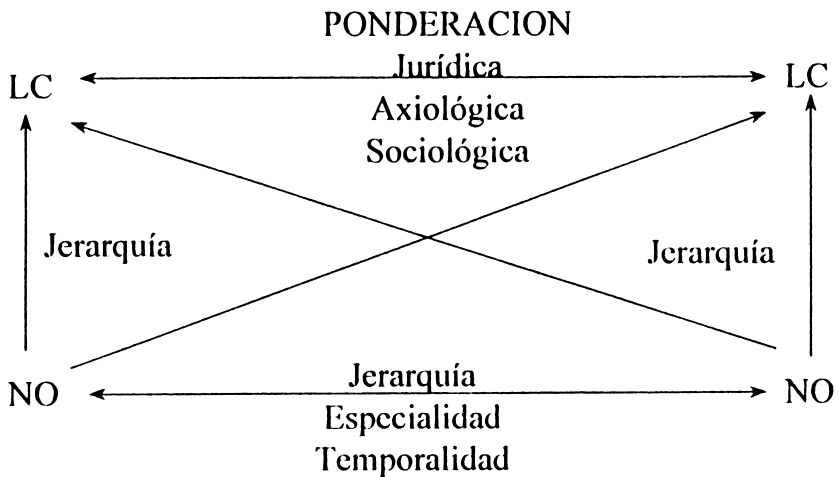 PONDERACION
LC Jurídica LC
Axiológica
Sociológica
Jerarquía Jerarquía
NO Jerarquía NO
Especialidad
Temporalidad